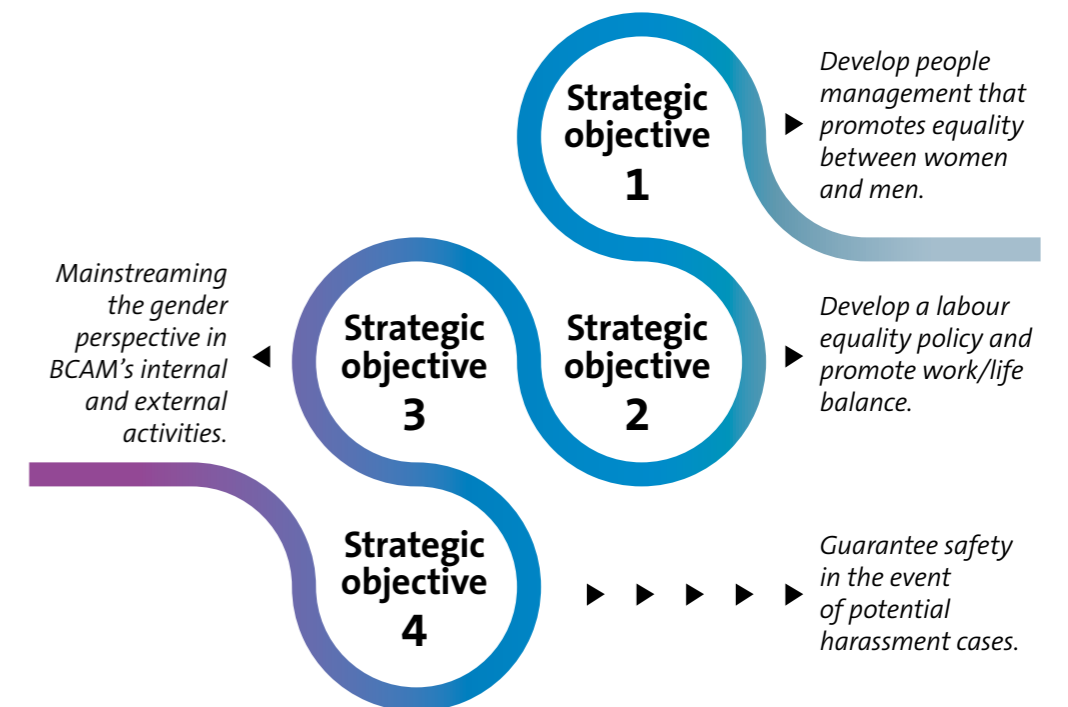 Strategic
objective
1
Develop people
management that
promotes equality
between women
and men.
Strategic
objective
2
Develop a labour
equality policy and
promote work/life
balance.
Strategic
objective
3
Mainstreaming
the gender
perspective in
BCAM’s internal
and external
activities.
Strategic
objective
4
Guarantee safety
in the event
of potential
harassment cases.